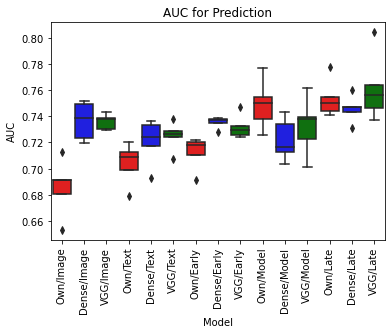 AUC for Prediction
AUC
0.80
0.78
0.76
0.74
0.72
0.70
0.68
0.66
Own/Image
Dense/Image
VGG/Image
Own/Text
Dense/Text
VGG/Text
Own/Early
Dense/Early
VGG/Early
Own/Model
Dense/Model
VGG/Model
Own/Late
Dense/Late
VGG/Late
Model